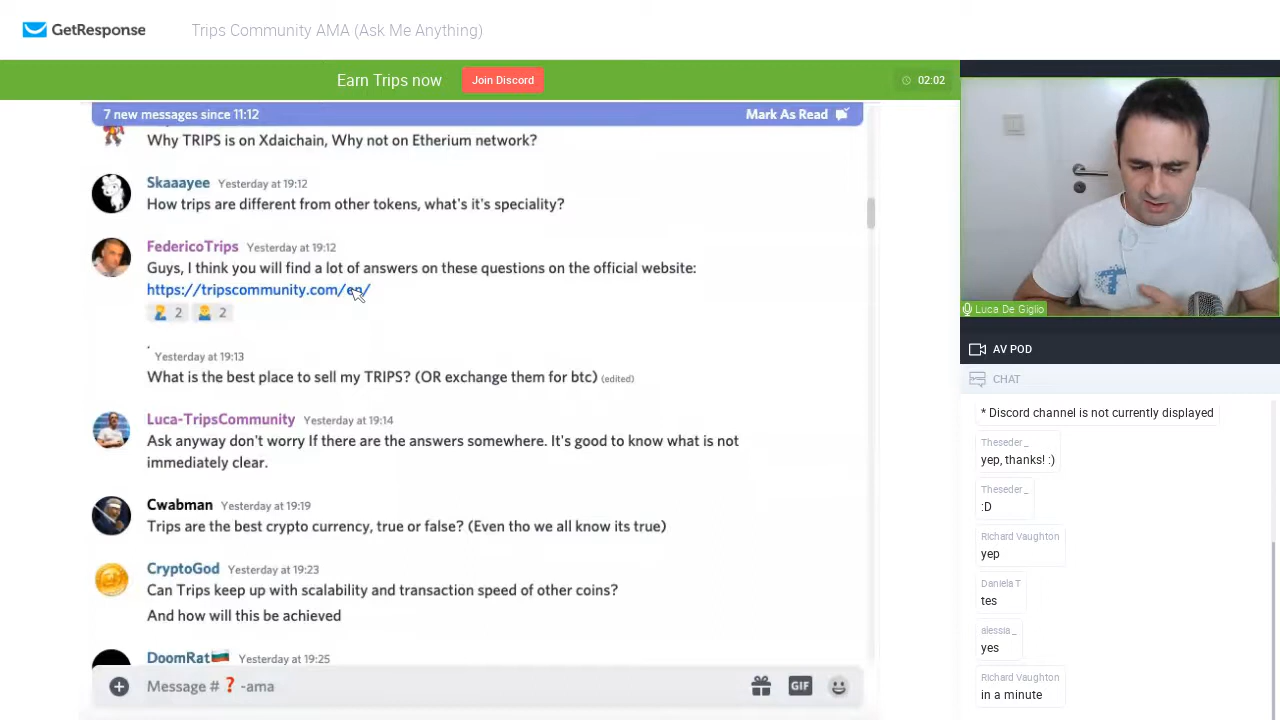 GetResponse
Trips Community AMA (Ask Me Anything)
Earn Trips now
Join Discord
02:02
7 new messages since 11:12
Mark As Read
Why TRIPS is on Xdaichain, Why not on Etherium network?
Skaaayee Yesterday at 19:12
How trips are different from other tokens, what's it's speciality?
FedericoTrips Yesterday at 19:12
Guys, I think you will find a lot of answers on these questions on the official website:
https://tripscommunity.com/en/
2 2
. Yesterday at 19:13
What is the best place to sell my TRIPS? (OR exchange them for btc) (edited)
Luca-TripsCommunity Yesterday at 19:14
Ask anyway don't worry If there are the answers somewhere. It's good to know what is not
immediately clear.
Cwabman Yesterday at 19:19
Trips are the best crypto currency, true or false? (Even tho we all know its true)
CryptoGod Yesterday at 19:23
Can Trips keep up with scalability and transaction speed of other coins?
And how will this be achieved
DoomRat Yesterday at 19:25
Message # ❓ -ama
GIF
Luca De Giglio
AV POD
CHAT
* Discord channel is not currently displayed
Theseder _
yep, thanks! :)
Theseder _
:D
Richard Vaughton
yep
Daniela T
tes
alessia _
yes
Richard Vaughton
in a minute